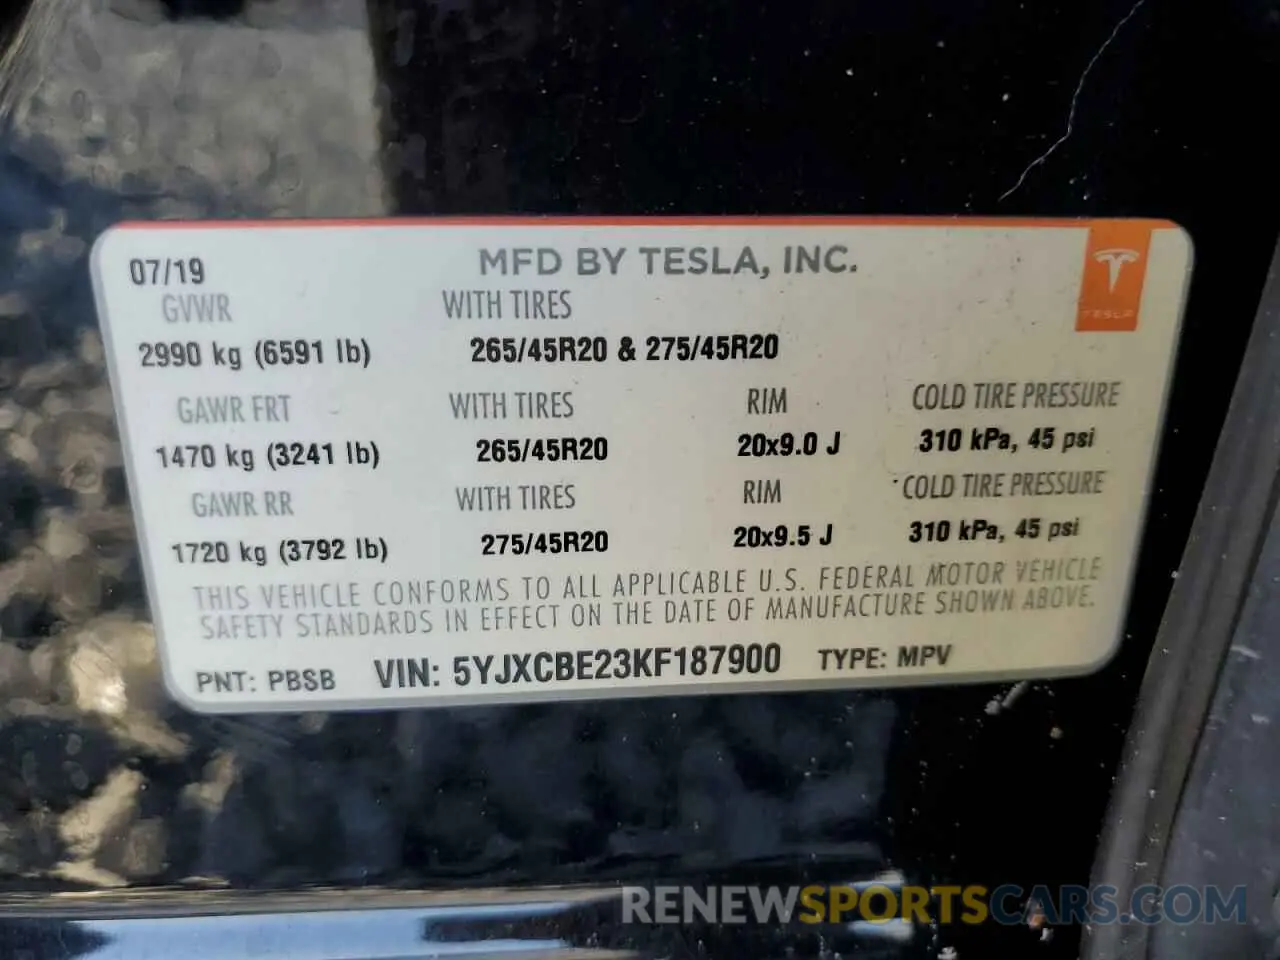 07/19 MFD BY TESLA, INC.
TESLA
GVWR WITH TIRES
2990 kg (6591 lb) 265/45R20 & 275/45R20
GAWR FRT WITH TIRES RIM COLD TIRE PRESSURE
1470 kg (3241 lb) 265/45R20 20x9.0 J 310 kPa, 45 psi
GAWR RR WITH TIRES RIM COLD TIRE PRESSURE
1720 kg (3792 lb) 275/45R20 20x9.5 J 310 kPa, 45 psi
THIS VEHICLE CONFORMS TO ALL APPLICABLE U.S. FEDERAL MOTOR VEHICLE
SAFETY STANDARDS IN EFFECT ON THE DATE OF MANUFACTURE SHOWN ABOVE.
PNT: PBSB VIN: 5YJXCBE23KF187900 TYPE: MPV
RENEWSPORTSCARS.COM